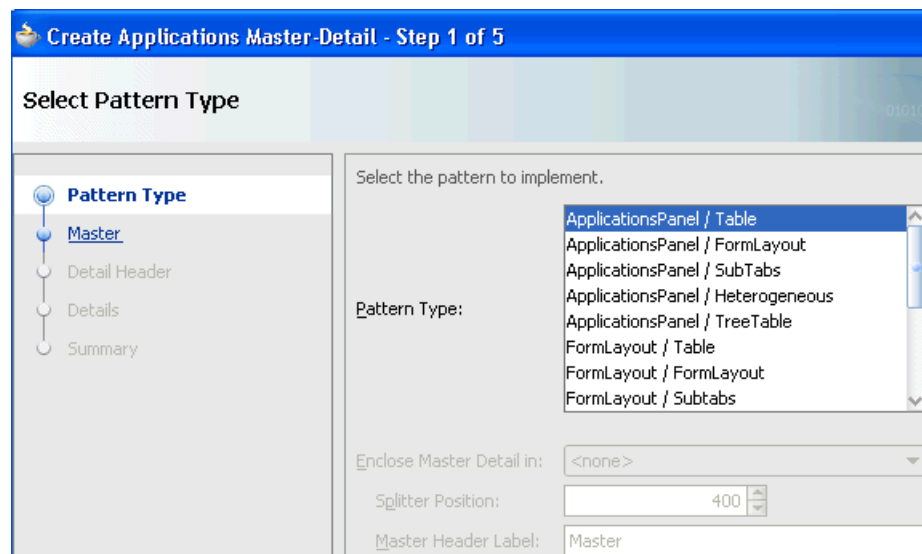 Create Applications Master-Detail - Step 1 of 5
Select Pattern Type
01010
Pattern Type
Master
Detail Header
Details
Summary
Select the pattern to implement.
Pattern Type:
ApplicationsPanel / Table
ApplicationsPanel / FormLayout
ApplicationsPanel / SubTabs
ApplicationsPanel / Heterogeneous
ApplicationsPanel / TreeTable
FormLayout / Table
FormLayout / FormLayout
FormLayout / Subtabs
Enclose Master Detail in: <none>
Splitter Position: 400
Master Header Label: Master